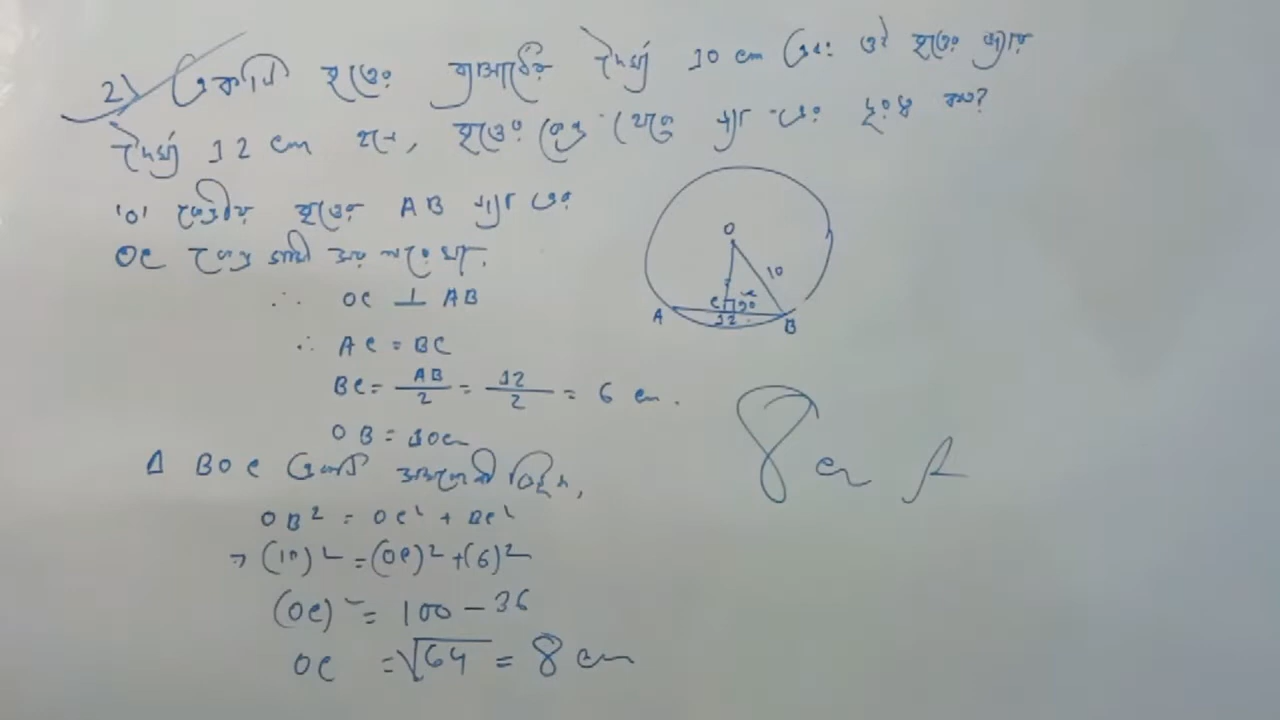 2) একটি বৃত্তের ব্যাসার্ধের দৈর্ঘ্য 10 cm এবং ঐ বৃত্তের জ্যার
দৈর্ঘ্য 12 cm হলে, বৃত্তের কেন্দ্র থেকে জ্যা এর দূরত্ব কত?
'O' কেন্দ্রীয় বৃত্তের AB জ্যা এর
OC
∴ OC ⊥ AB
∴ AC = BC
BC = AB/2 = 12/2 = 6 cm.
OB = 10cm
Δ BOC একটি সমকোণী ত্রিভুজ,
OB² = OC² + BC²
⇒ (10)² = (OC)² + (6)²
(OC)² = 100 - 36
OC = √64 = 8 cm
O
10
C
90
A
12
B
8 cm